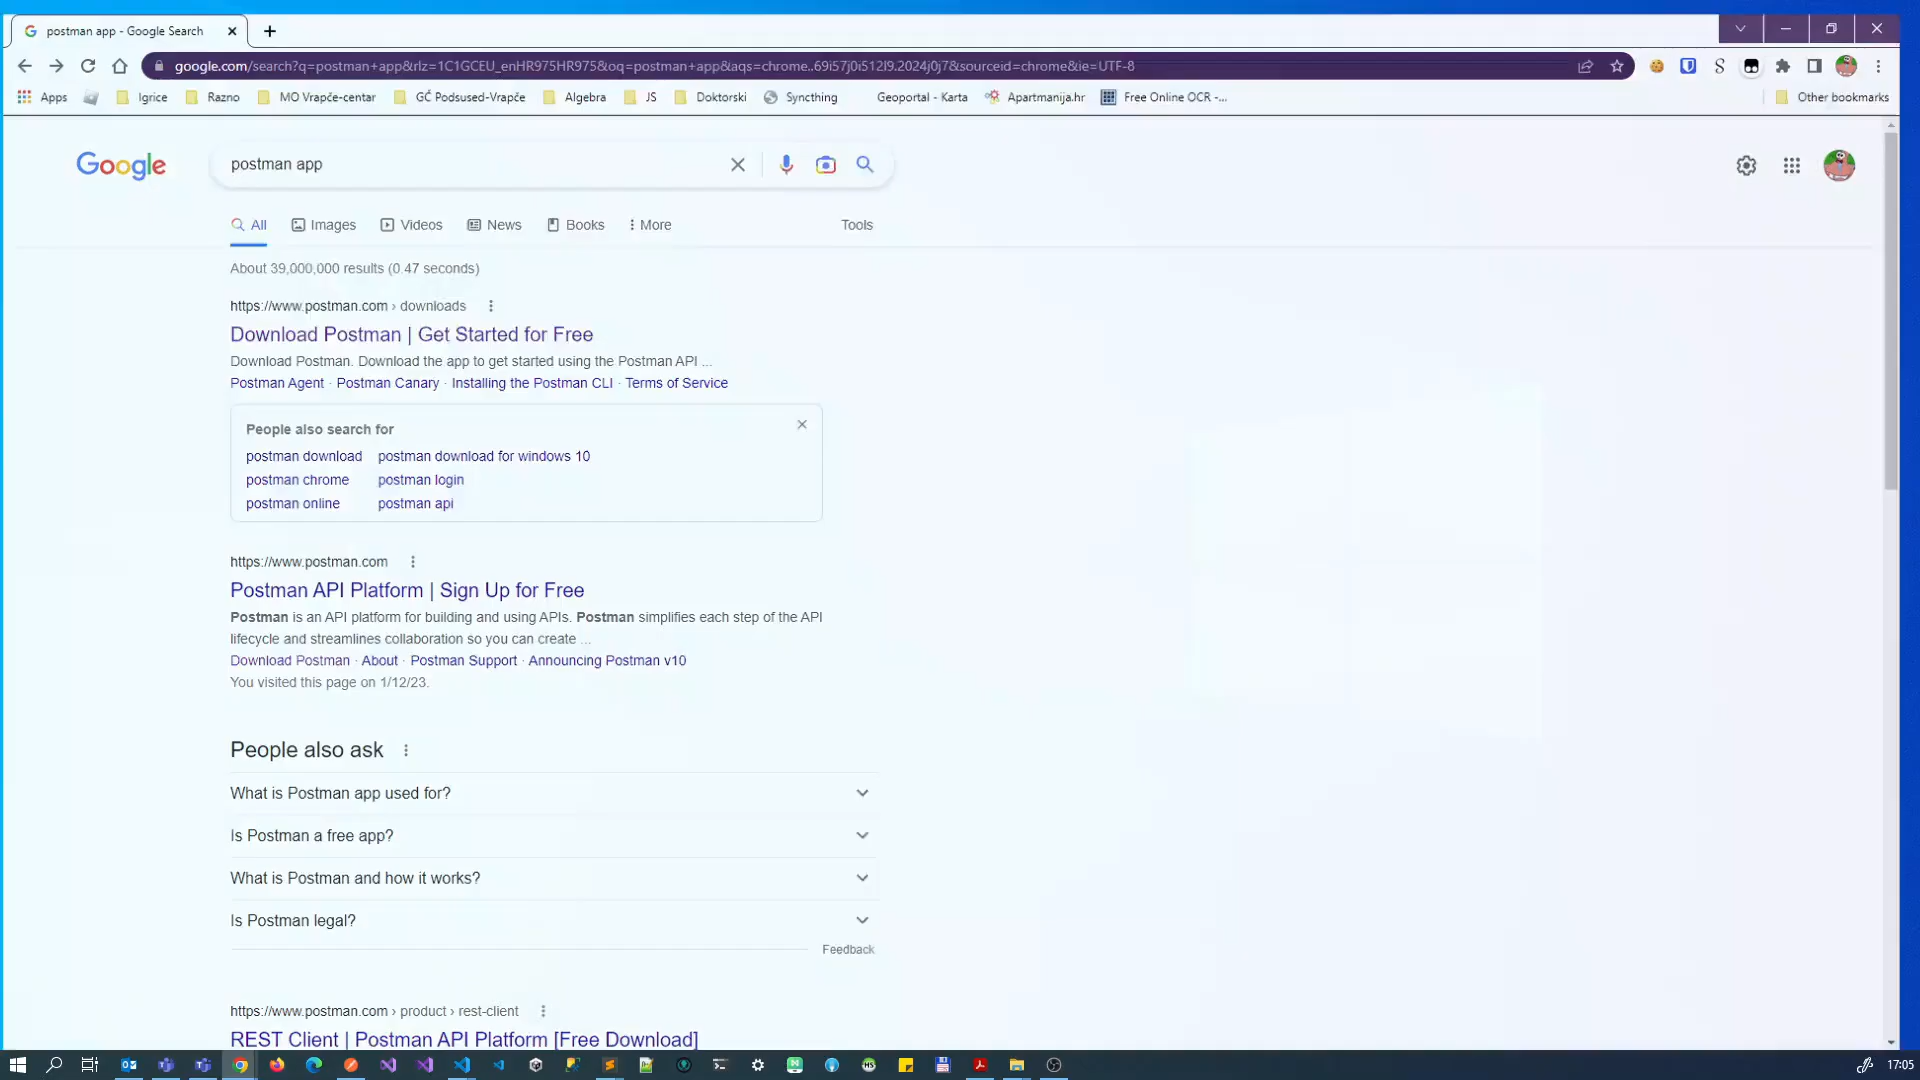 postman app - Google Search
google.com/search?q=postman+app&rlz=1C1GCEU_enHR975HR975&oq=postman+app&aqs=chrome..69i57j0i512l9.2024j0j7&sourceid=chrome&ie=UTF-8
Apps Igrice Razno MO Vrapče-centar GČ Podsused-Vrapče Algebra JS Doktorski Syncthing Geoportal - Karta Apartmanija.hr Free Online OCR -... Other bookmarks
Google postman app
All Images Videos News Books More Tools
About 39,000,000 results (0.47 seconds)
https://www.postman.com › downloads
Download Postman | Get Started for Free
Download Postman. Download the app to get started using the Postman API ...
Postman Agent · Postman Canary · Installing the Postman CLI · Terms of Service
People also search for
postman download postman download for windows 10
postman chrome postman login
postman online postman api
https://www.postman.com
Postman API Platform | Sign Up for Free
Postman is an API platform for building and using APIs. Postman simplifies each step of the API
lifecycle and streamlines collaboration so you can create ...
Download Postman · About · Postman Support · Announcing Postman v10
You visited this page on 1/12/23.
People also ask
What is Postman app used for?
Is Postman a free app?
What is Postman and how it works?
Is Postman legal?
Feedback
https://www.postman.com › product › rest-client
REST Client | Postman API Platform [Free Download]
17:05